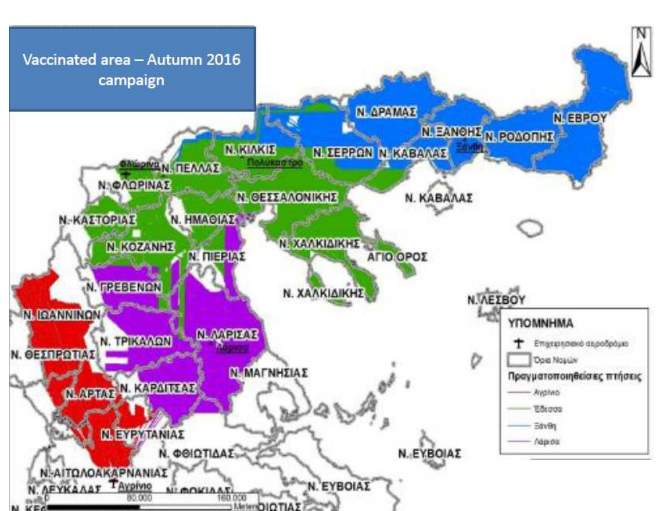 Vaccinated area – Autumn 2016
campaign
N
Ν. ΔΡΑΜΑΣ
Ν. ΕΒΡΟΥ
Ν. ΞΑΝΘΗΣ
Ν. ΡΟΔΟΠΗΣ
Ξάνθη
Ν. ΚΙΛΚΙΣ
Ν. ΣΕΡΡΩΝ
Ν. ΚΑΒΑΛΑΣ
Φλώρινα
Ν. ΠΕΛΛΑΣ
Πολύκαστρο
Ν. ΦΛΩΡΙΝΑΣ
Ν. ΘΕΣΣΑΛΟΝΙΚΗΣ
Ν. ΚΑΒΑΛΑΣ
Ν. ΚΑΣΤΟΡΙΑΣ
Ν. ΗΜΑΘΙΑΣ
Ν. ΚΟΖΑΝΗΣ
Ν. ΧΑΛΚΙΔΙΚΗΣ
Ν. ΠΙΕΡΙΑΣ
ΑΓΙΟ ΟΡΟΣ
Ν. ΓΡΕΒΕΝΩΝ
Ν. ΧΑΛΚΙΔΙΚΗΣ
Ν. ΛΕΣΒΟΥ
Ν. ΙΩΑΝΝΙΝΩΝ
Ν. ΤΡΙΚΑΛΩΝ
Ν. ΛΑΡΙΣΑΣ
Λάρισα
Ν. ΘΕΣΠΡΩΤΙΑΣ
Ν. ΜΑΓΝΗΣΙΑΣ
Ν. ΑΡΤΑΣ
Ν. ΚΑΡΔΙΤΣΑΣ
Ν. ΕΥΡΥΤΑΝΙΑΣ
Ν. ΦΘΙΩΤΙΔΑΣ
Ν. ΕΥΒΟΙΑΣ
Ν. ΑΙΤΩΛΟΑΚΑΡΝΑΝΙΑΣ
Αγρίνιο
Ν. ΛΕΥΚΑΔΑΣ
Ν. ΦΩΚΙΔΑΣ
Ν. ΕΥΒΟΙΑΣ
0 80,000 160,000
Meters
ΥΠΟΜΝΗΜΑ
Επιχειρησιακό αεροδρόμιο
Όρια Νομών
Πραγματοποιηθείσες πτήσεις
Αγρίνιο
Έδεσσα
Ξάνθη
Λάρισα